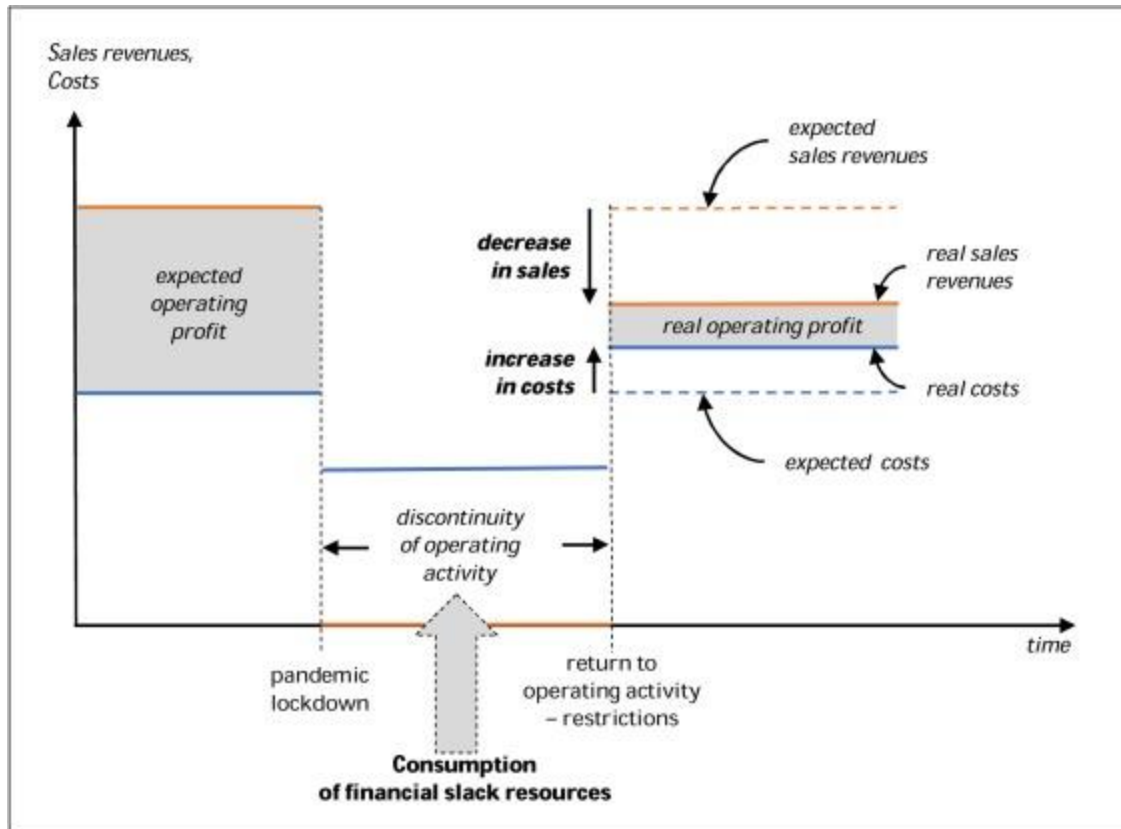 Sales revenues,
Costs
expected
sales revenues
decrease
in sales
real sales
revenues
expected
operating
profit
real operating profit
increase
in costs
real costs
expected costs
discontinuity
of operating
activity
time
pandemic
lockdown
return to
operating activity
– restrictions
Consumption
of financial slack resources